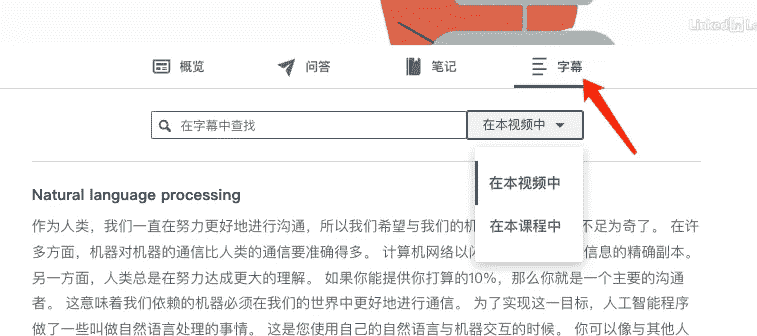 LinkedIn
概览
问答
笔记
字幕
在字幕中查找
在本视频中
在本视频中
在本课程中
Natural language processing
作为人类，我们一直在努力更好地进行沟通，所以我们希望与我们的机 不足为奇了。 在许
多方面，机器对机器的通信比人类的通信要准确得多。 计算机网络以闪 信息的精确副本。
另一方面，人类总是在努力达成更大的理解。 如果你能提供你打算的10%，那么你就是一个主要的沟通
者。 这意味着我们依赖的机器必须在我们的世界中更好地进行通信。 为了实现这一目标，人工智能程序
做了一些叫做自然语言处理的事情。 这是您使用自己的自然语言与机器交互的时候。 你可以像与其他人